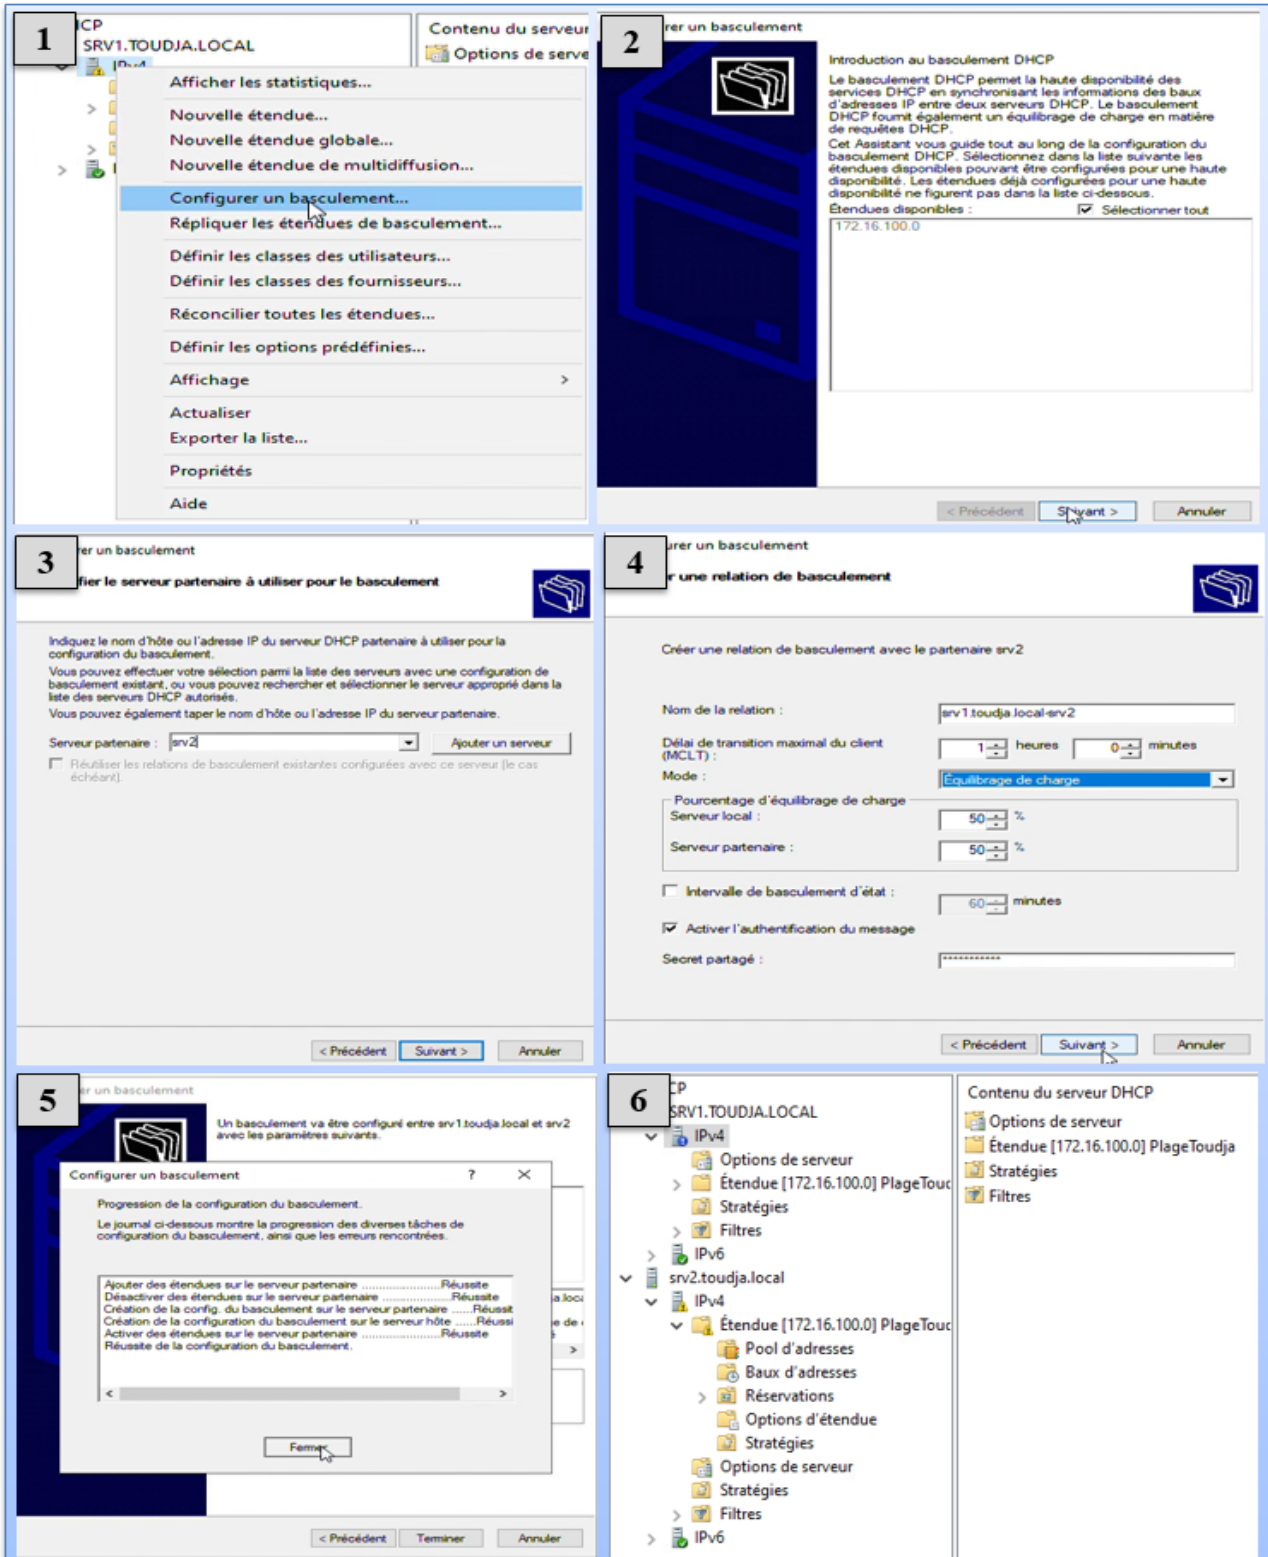 1
CP
SRV1.TOUDJA.LOCAL
IPv4
Contenu du serveur
Options de serve
Afficher les statistiques...
Nouvelle étendue...
Nouvelle étendue globale...
Nouvelle étendue de multidiffusion...
Configurer un basculement...
Répliquer les étendues de basculement...
Définir les classes des utilisateurs...
Définir les classes des fournisseurs...
Réconcilier toutes les étendues...
Définir les options prédéfinies...
Affichage >
Actualiser
Exporter la liste...
Propriétés
Aide
2
rer un basculement
Introduction au basculement DHCP
Le basculement DHCP permet la haute disponibilité des
services DHCP en synchronisant les informations des baux
d'adresses IP entre deux serveurs DHCP. Le basculement
DHCP fournit également un équilibrage de charge en matière
de requêtes DHCP.
Cet Assistant vous guide tout au long de la configuration du
basculement DHCP. Sélectionnez dans la liste suivante les
étendues disponibles pouvant être configurées pour une haute
disponibilité. Les étendues déjà configurées pour une haute
disponibilité ne figurent pas dans la liste ci-dessous.
Étendues disponibles : Sélectionner tout
172.16.100.0
< Précédent Suivant > Annuler
3
rer un basculement
fier le serveur partenaire à utiliser pour le basculement
Indiquez le nom d'hôte ou l'adresse IP du serveur DHCP partenaire à utiliser pour la
configuration du basculement.
Vous pouvez effectuer votre sélection parmi la liste des serveurs avec une configuration de
basculement existant, ou vous pouvez rechercher et sélectionner le serveur approprié dans la
liste des serveurs DHCP autorisés.
Vous pouvez également taper le nom d'hôte ou l'adresse IP du serveur partenaire.
Serveur partenaire : srv2 Ajouter un serveur
Réutiliser les relations de basculement existantes configurées avec ce serveur (le cas
échéant).
< Précédent Suivant > Annuler
4
urer un basculement
r une relation de basculement
Créer une relation de basculement avec le partenaire srv2
Nom de la relation : srv1.toudja.local-srv2
Délai de transition maximal du client
(MCLT) : 1 heures 0 minutes
Mode : Équilibrage de charge
Pourcentage d'équilibrage de charge
Serveur local : 50 %
Serveur partenaire : 50 %
Intervalle de basculement d'état : 60 minutes
Activer l'authentification du message
Secret partagé : ***********
< Précédent Suivant > Annuler
5
er un basculement
Un basculement va être configuré entre srv1.toudja.local et srv2
avec les paramètres suivants.
Configurer un basculement ?
Progression de la configuration du basculement.
Le journal ci-dessous montre la progression des diverses tâches de
configuration du basculement, ainsi que les erreurs rencontrées.
Ajouter des étendues sur le serveur partenaire ......................Réussite
Désactiver des étendues sur le serveur partenaire ...................Réussite
Création de la config. du basculement sur le serveur partenaire ......Réussit
Création de la configuration du basculement sur le serveur hôte ......Réussi
Activer des étendues sur le serveur partenaire ......................Réussite
Réussite de la configuration du basculement.
a.loca
e de
Fermer
< Précédent Terminer Annuler
6
CP
SRV1.TOUDJA.LOCAL
IPv4
Options de serveur
Étendue [172.16.100.0] PlageTouc
Stratégies
Filtres
IPv6
srv2.toudja.local
IPv4
Étendue [172.16.100.0] PlageTouc
Pool d'adresses
Baux d'adresses
Réservations
Options d'étendue
Stratégies
Options de serveur
Stratégies
Filtres
IPv6
Contenu du serveur DHCP
Options de serveur
Étendue [172.16.100.0] PlageToudja
Stratégies
Filtres